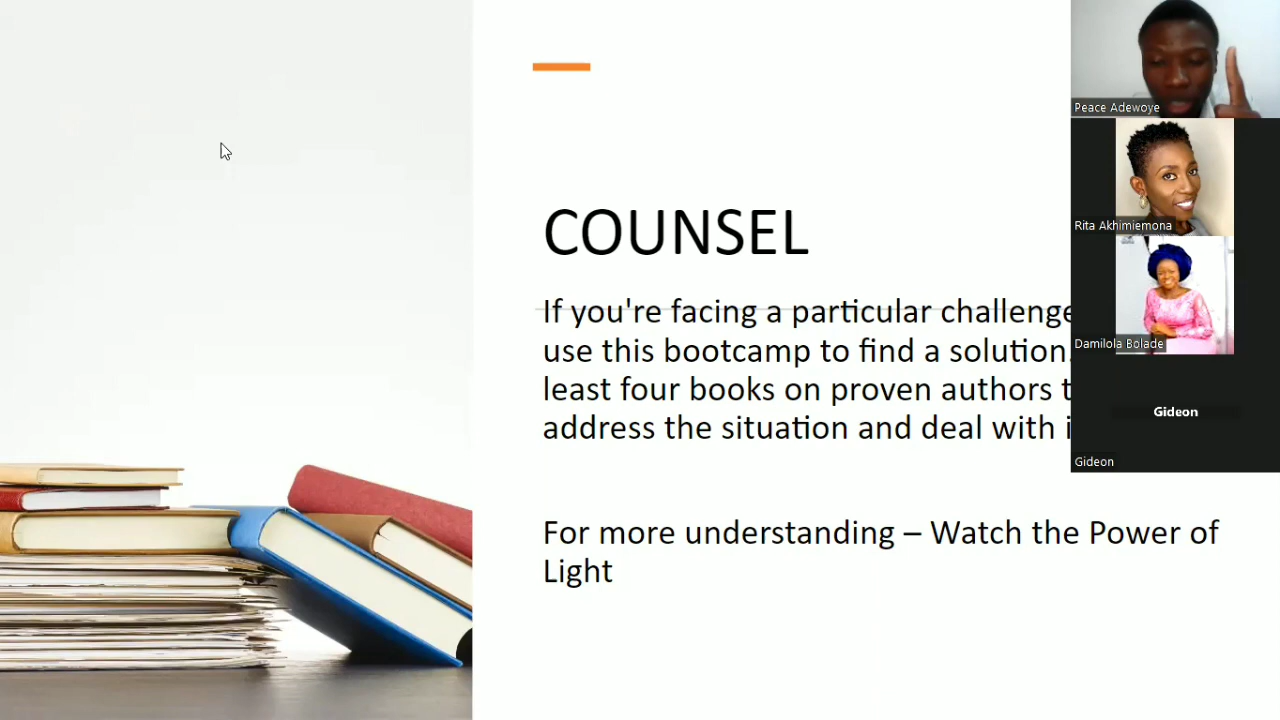 COUNSEL
If you're facing a particular challenge
use this bootcamp to find a solution.
least four books on proven authors
address the situation and deal with
For more understanding – Watch the Power of
Light
Peace Adewoye
Rita Akhimiemona
Damilola Bolade
Gideon
Gideon